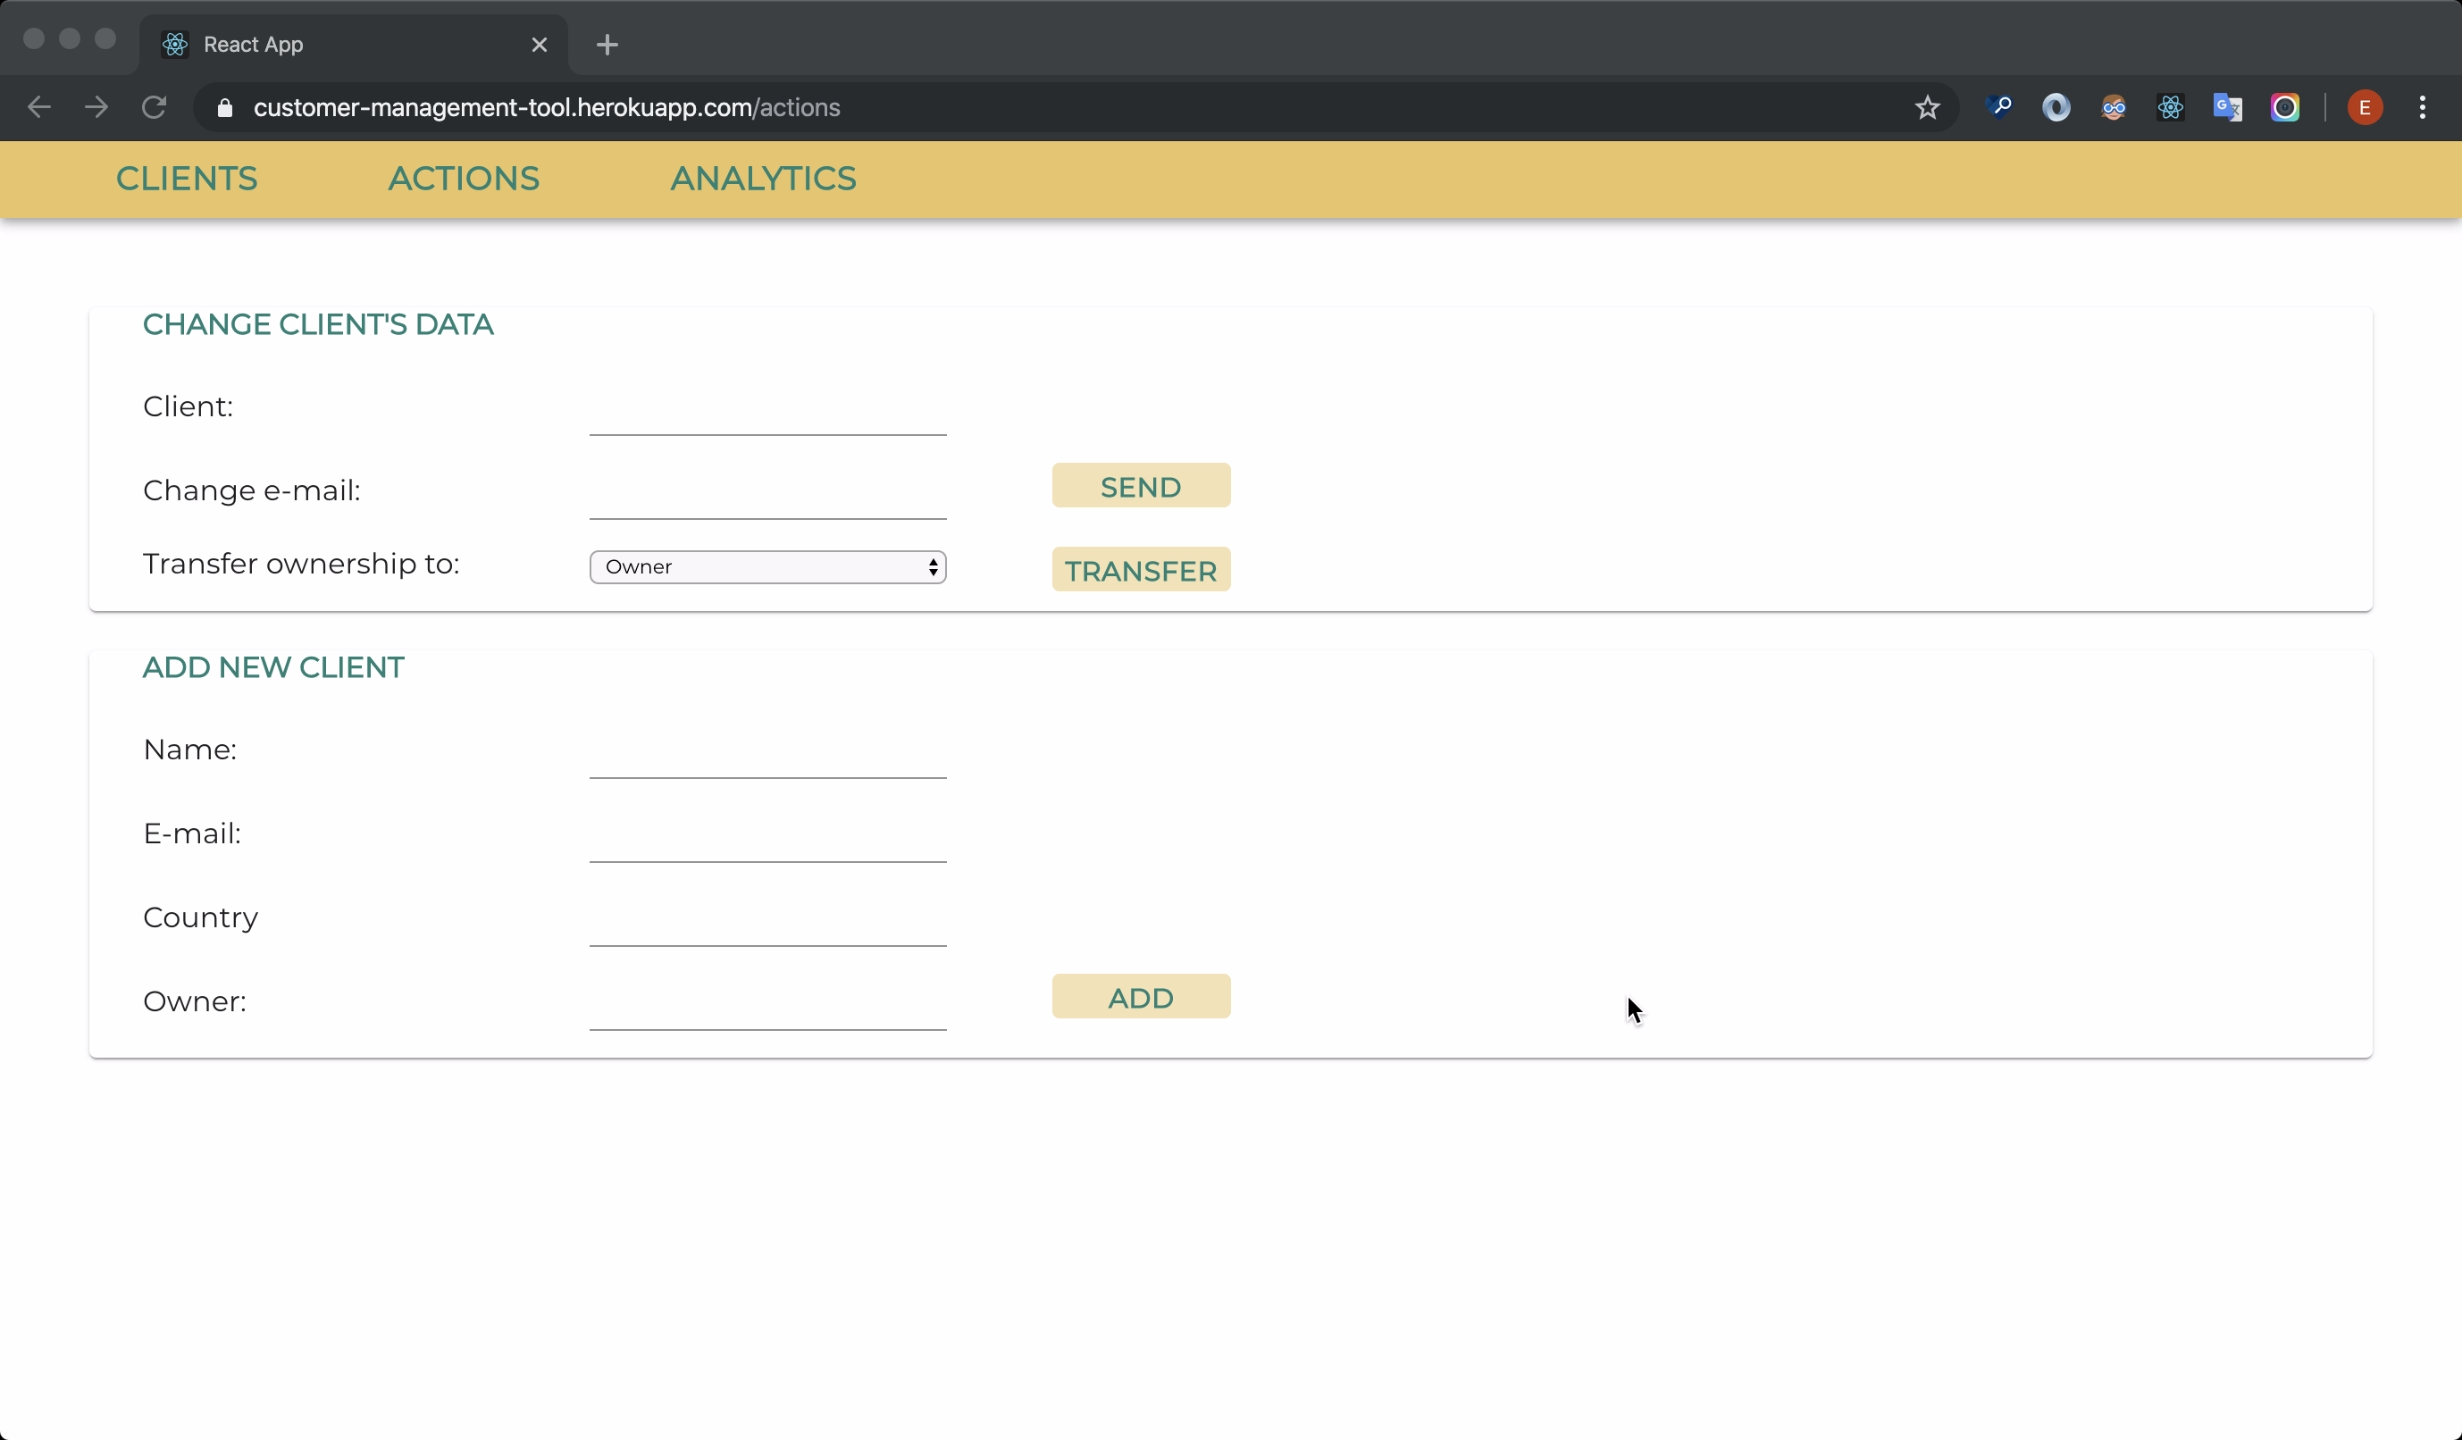 React App
customer-management-tool.herokuapp.com/actions
E
CLIENTS ACTIONS ANALYTICS
CHANGE CLIENT'S DATA
Client:
Change e-mail:
SEND
Transfer ownership to:
Owner
TRANSFER
ADD NEW CLIENT
Name:
E-mail:
Country
Owner:
ADD